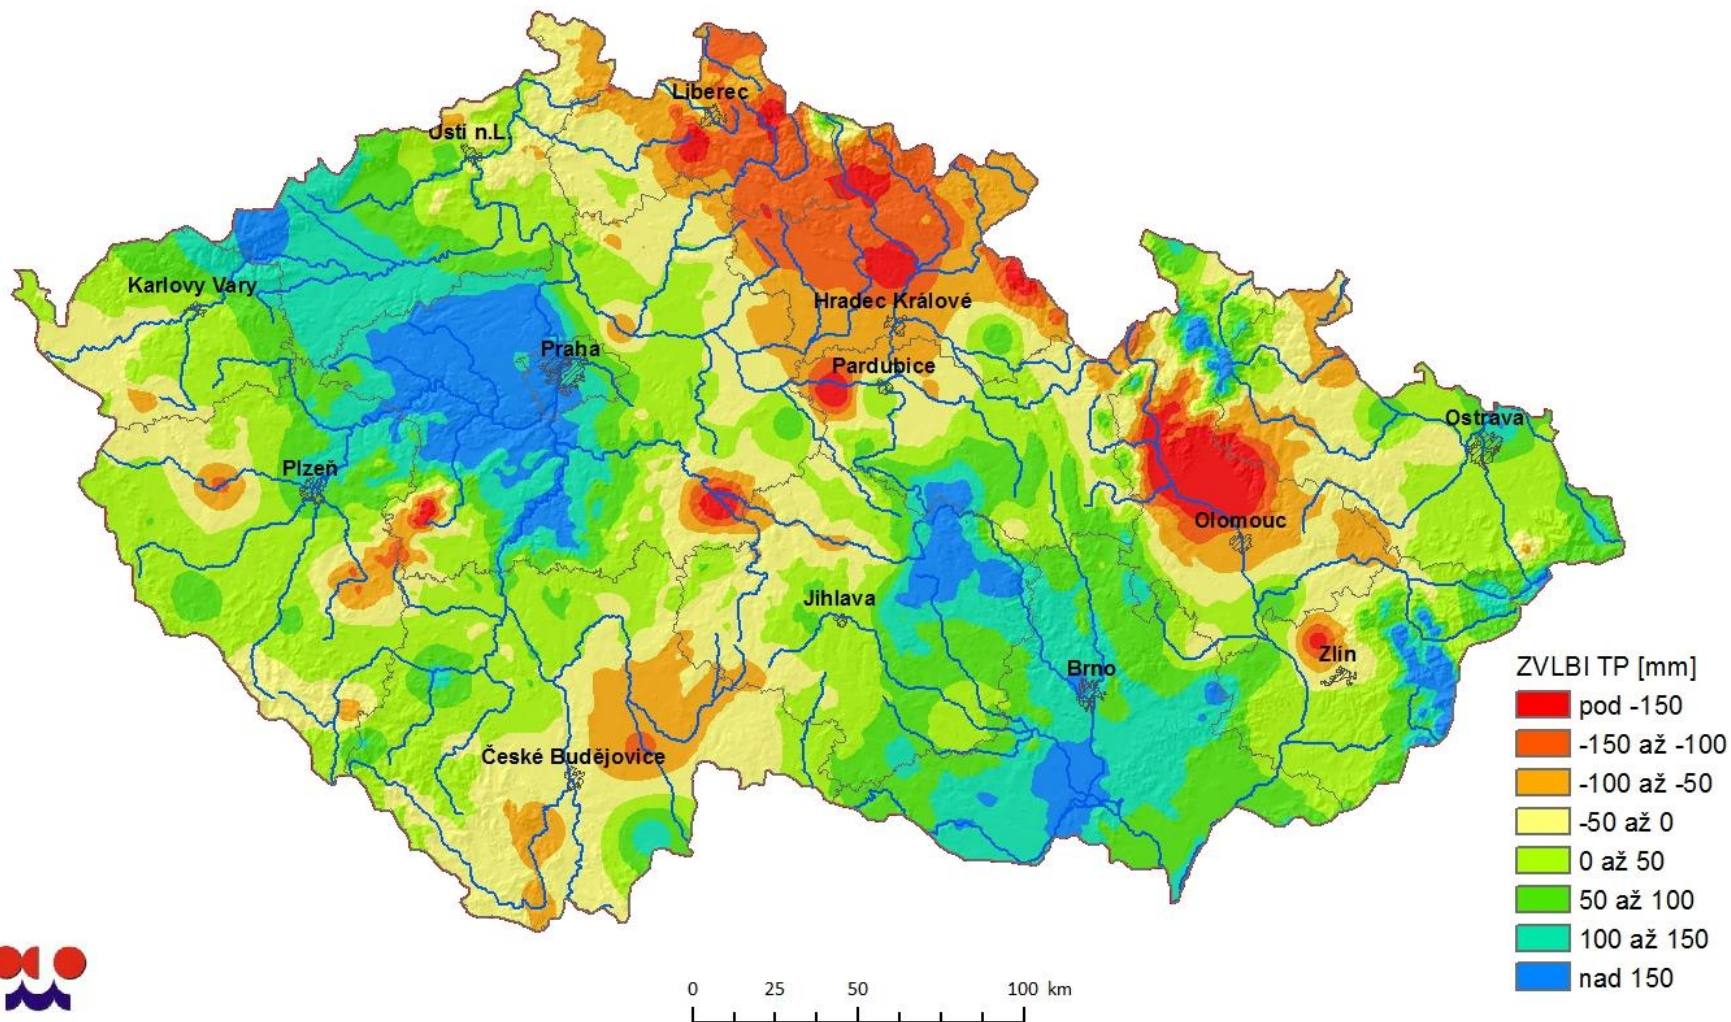 Liberec
Ústí n.L.
Karlovy Vary
Hradec Králové
Praha
Pardubice
Ostrava
Plzeň
Olomouc
Jihlava
Zlín
Brno
České Budějovice
ZVLBI TP [mm]
pod -150
-150 až -100
-100 až -50
-50 až 0
0 až 50
50 až 100
100 až 150
nad 150
0 25 50 100 km